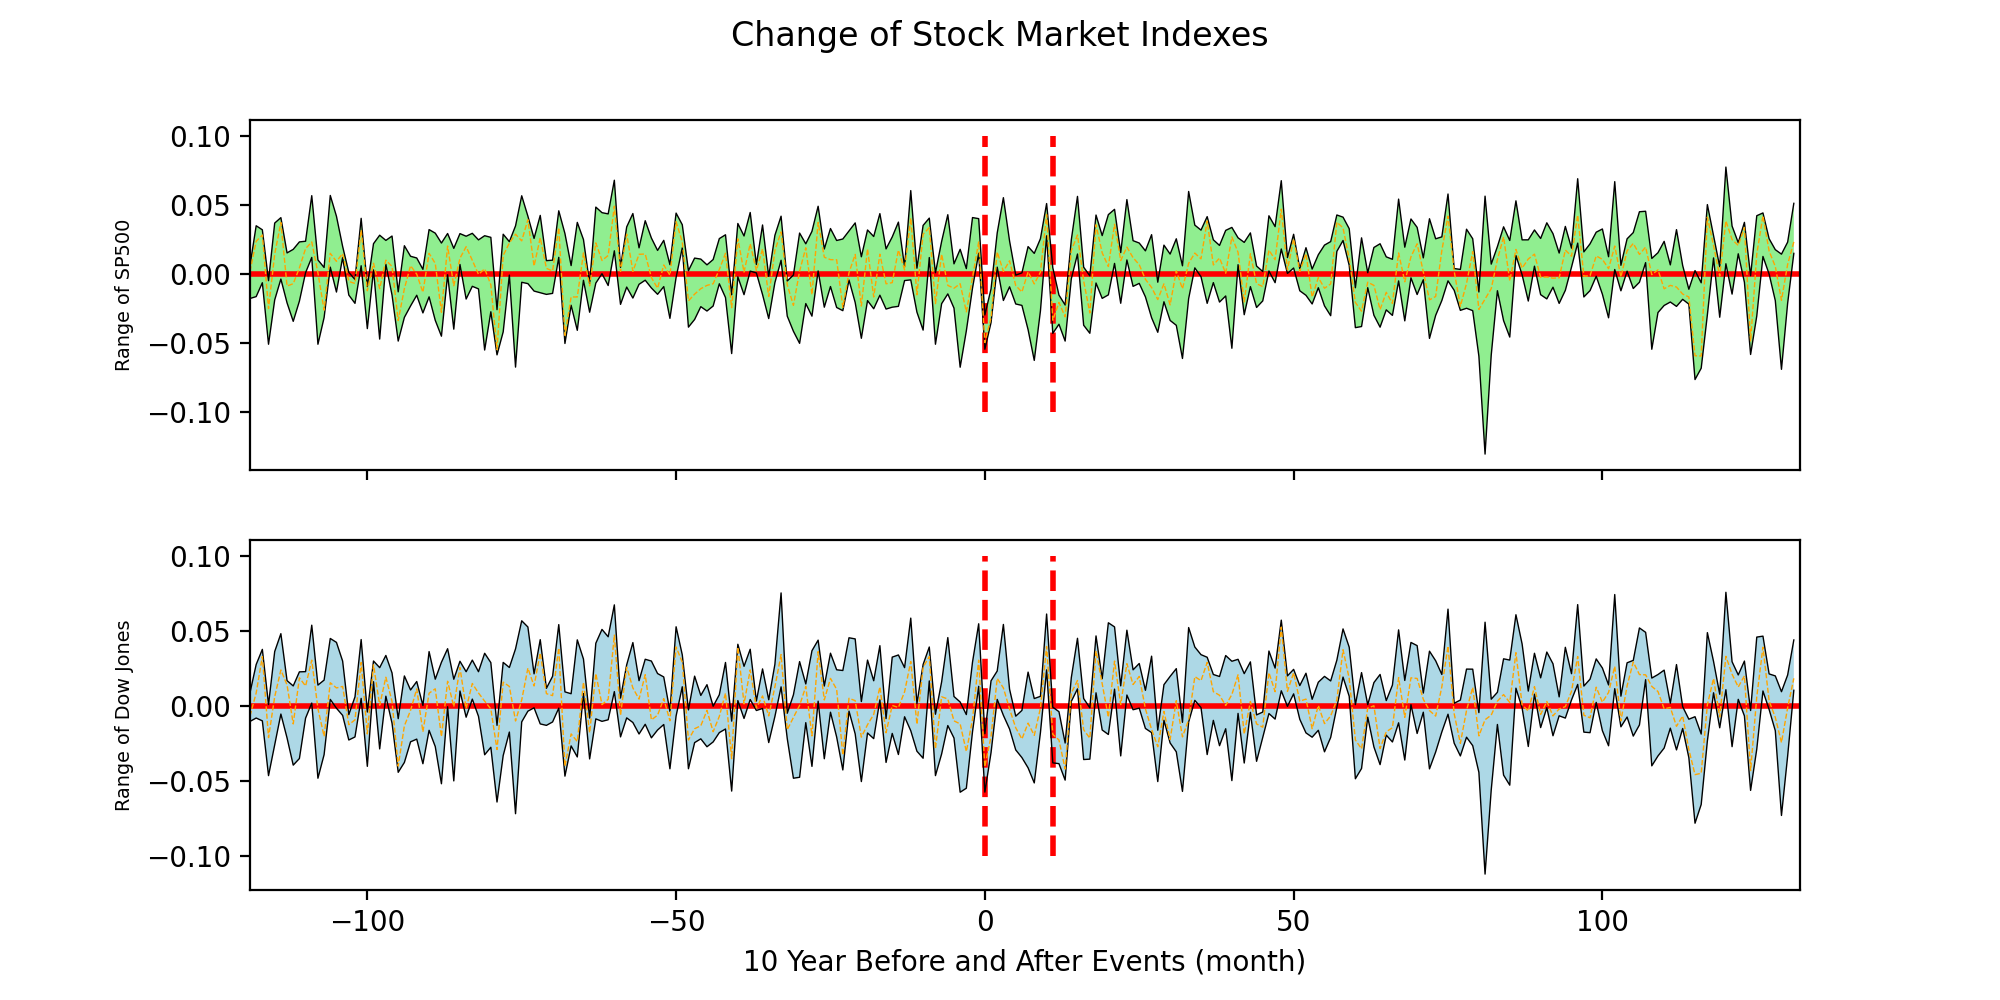 Change of Stock Market Indexes
0.10
0.05
0.00
−0.05
−0.10
Range of SP500
0.10
0.05
0.00
−0.05
−0.10
Range of Dow Jones
−100 −50 0 50 100
10 Year Before and After Events (month)